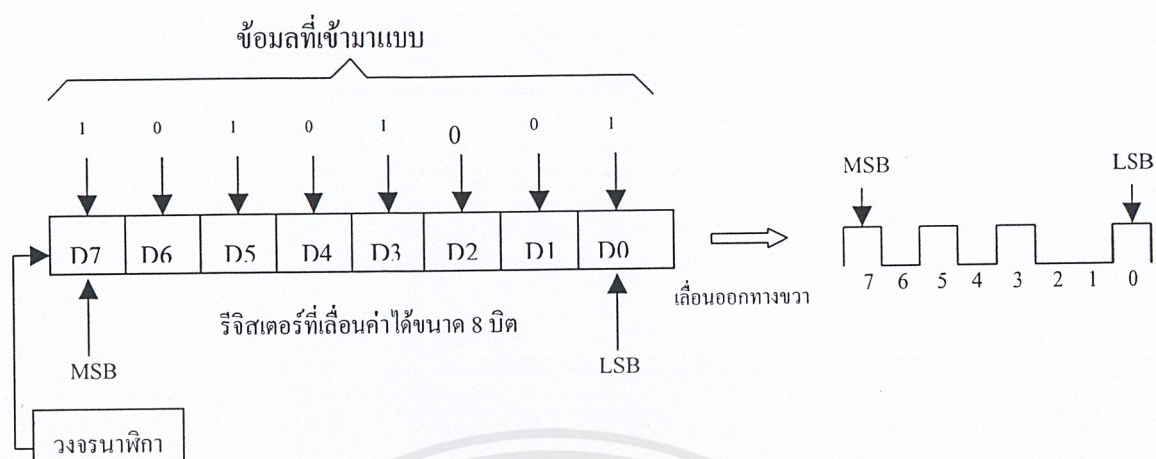 ข้อมลที่เข้ามาแบบ
1 0 1 0 1 0 0 1
MSB LSB
D7 D6 D5 D4 D3 D2 D1 D0
7 6 5 4 3 2 1 0
เลื่อนออกทางขวา
รีจิสเตอร์ที่เลื่อนค่าได้ขนาด 8 บิต
MSB LSB
วงจรนาฬิกา